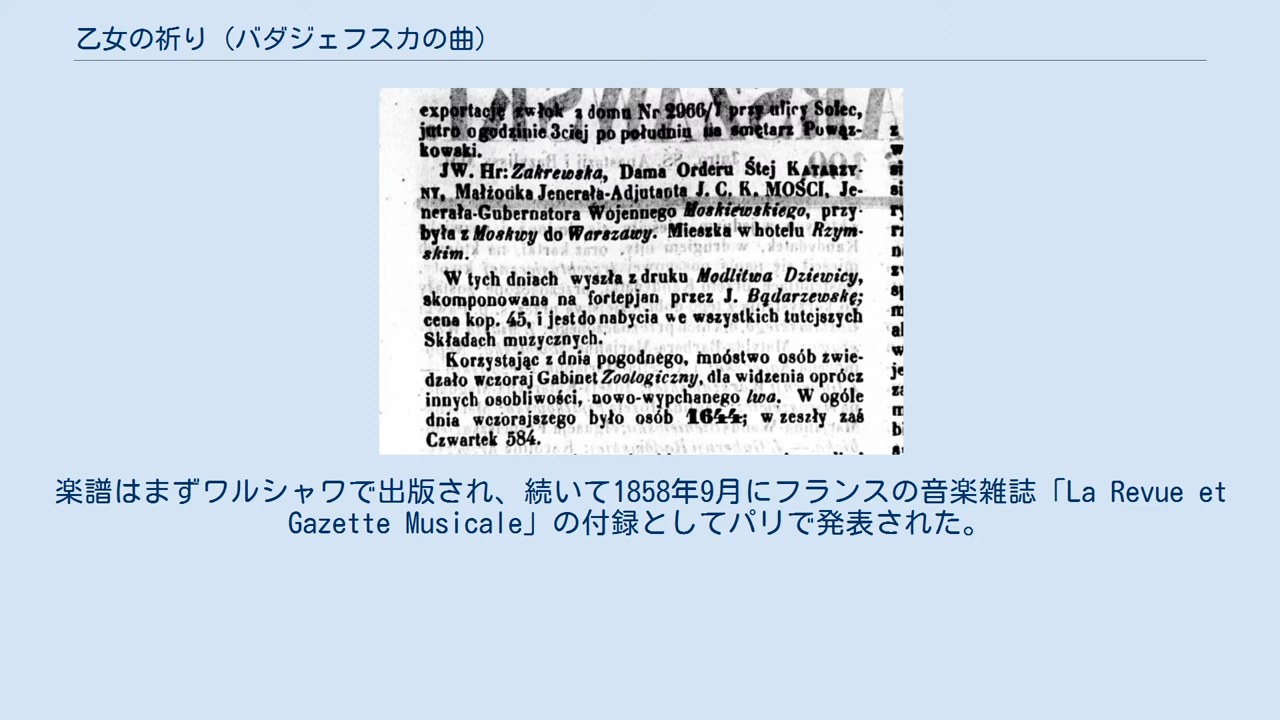 乙女の祈り（バダジェフスカの曲）
exportację zwłok z domu Nr 2966/7 przy ulicy Solec,
jutro o godzinie 3ciej po południu na smętarz Powąz-
kowski.
JW. Hr: Zakrewska, Dama Orderu Śtej KATARZY-
NY, Małżonka Jenerała-Adjutanta J. C. K. MOŚCI, Je-
nerała-Gubernatora Wojennego Moskiewskiego, przy-
była z Moskwy do Warszawy. Mieszka w hotelu Rzym-
skim.
W tych dniach wyszła z druku Modlitwa Dziewicy,
skomponowana na fortepjan przez J. Bądarzewskę;
cena kop. 45, i jest do nabycia we wszystkich tutejszych
Składach muzycznych.
Korzystając z dnia pogodnego, mnóstwo osób zwie-
dzało wczoraj Gabinet Zoologiczny, dla widzenia oprócz
innych osobliwości, nowo-wypchanego lwa. W ogóle
dnia wczorajszego było osób 1644; w zeszły zaś
Czwartek 584.
楽譜はまずワルシャワで出版され、続いて1858年9月にフランスの音楽雑誌「La Revue et
Gazette Musicale」の付録としてパリで発表された。